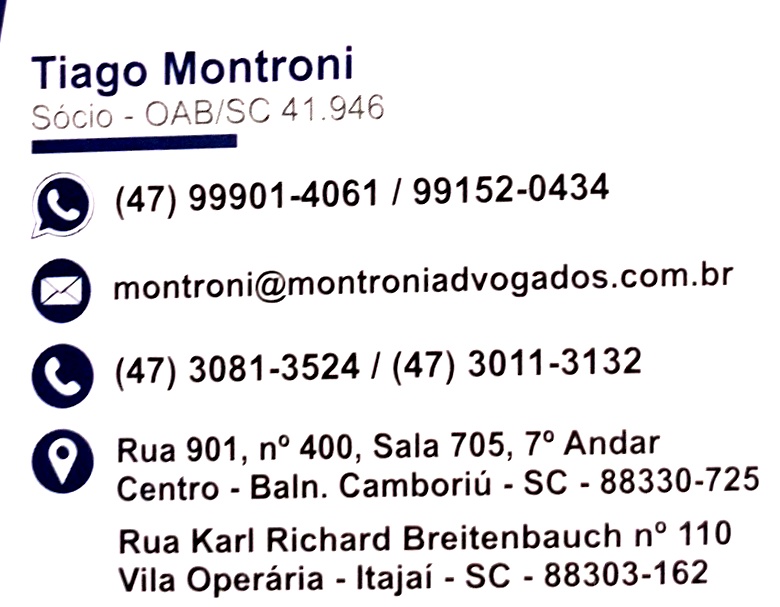 Tiago Montroni
Sócio - OAB/SC 41.946
(47) 99901-4061 / 99152-0434
montroni@montroniadvogados.com.br
(47) 3081-3524 / (47) 3011-3132
Rua 901, nº 400, Sala 705, 7º Andar
Centro - Baln. Camboriú - SC - 88330-725
Rua Karl Richard Breitenbauch nº 110
Vila Operária - Itajaí - SC - 88303-162